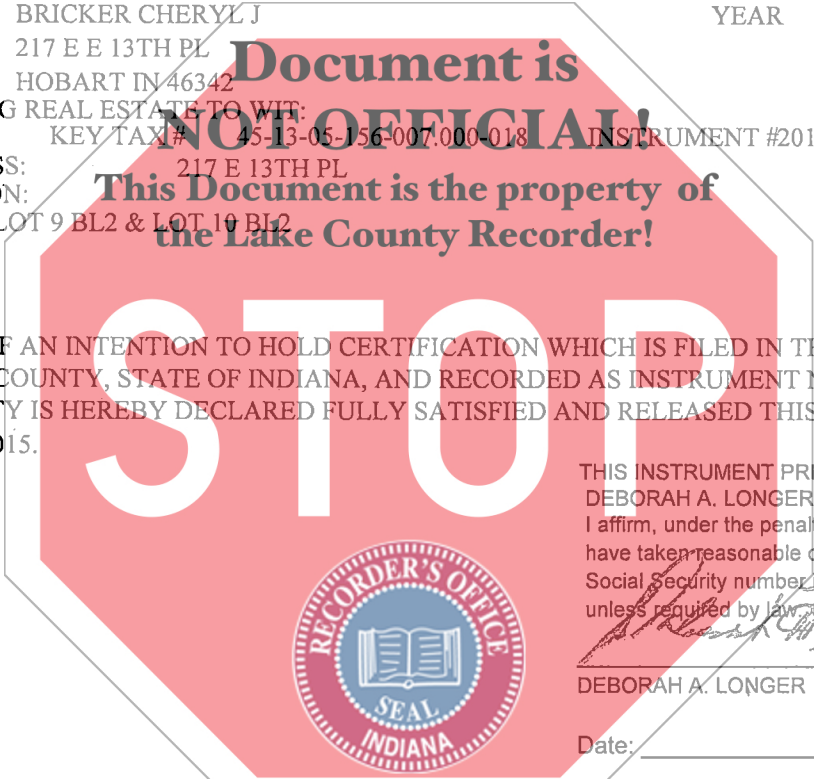 BRICKER CHERYL J YEAR
217 E E 13TH PL
HOBART IN 46342
Document is
G REAL ESTATE TO WIT:
NOT OFFICIAL!
KEY TAX # 45-13-05-156-007.000-018 INSTRUMENT #201
SS: 217 E 13TH PL
This Document is the property of
ON:
LOT 9 BL2 & LOT 10 BL2
the Lake County Recorder!
STOP
F AN INTENTION TO HOLD CERTIFICATION WHICH IS FILED IN TH
COUNTY, STATE OF INDIANA, AND RECORDED AS INSTRUMENT N
Y IS HEREBY DECLARED FULLY SATISFIED AND RELEASED THIS
015.
THIS INSTRUMENT PRE
DEBORAH A. LONGER
I affirm, under the penalt
have taken reasonable c
Social Security number
unless required by law.
DEBORAH A. LONGER
Date:
RECORDER'S OFFICE
SEAL
INDIANA